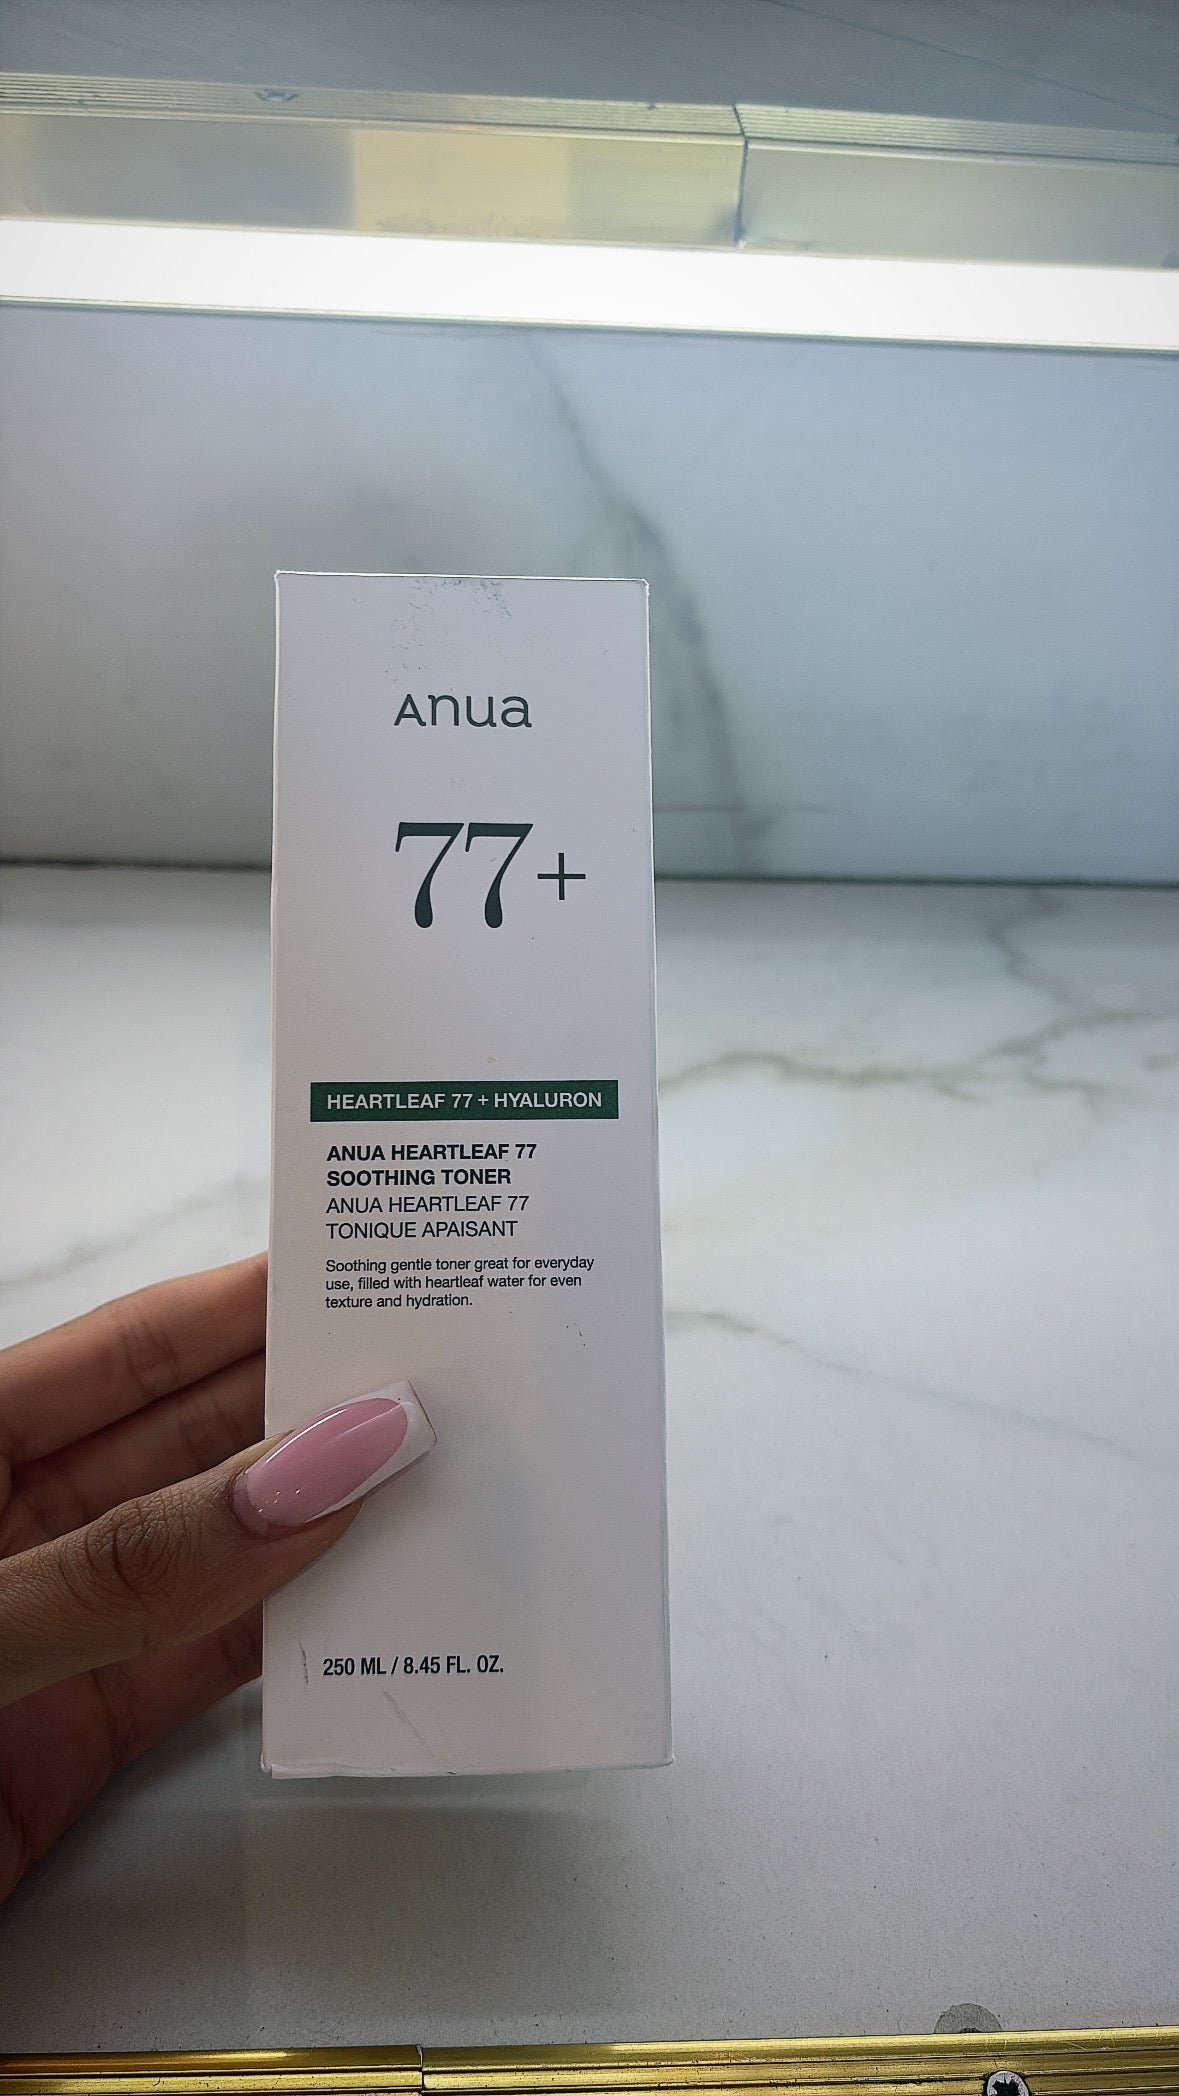 Anua
77+
HEARTLEAF 77 + HYALURON
ANUA HEARTLEAF 77
SOOTHING TONER
ANUA HEARTLEAF 77
TONIQUE APAISANT
Soothing gentle toner great for everyday
use, filled with heartleaf water for even
texture and hydration.
250 ML / 8.45 FL. OZ.